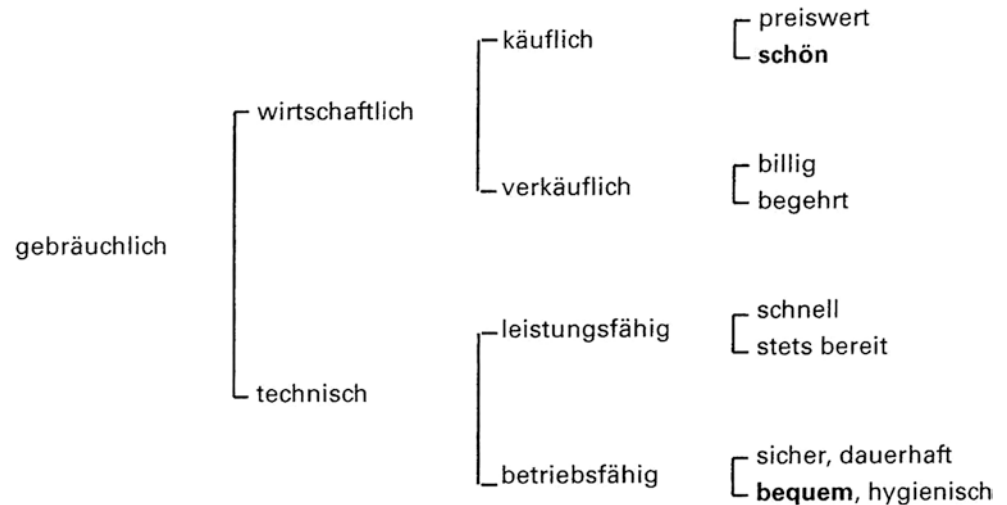 preiswert
käuflich
schön
wirtschaftlich
billig
verkäuflich
begehrt
gebräuchlich
schnell
leistungsfähig
stets bereit
technisch
sicher, dauerhaft
betriebsfähig
bequem, hygienisch